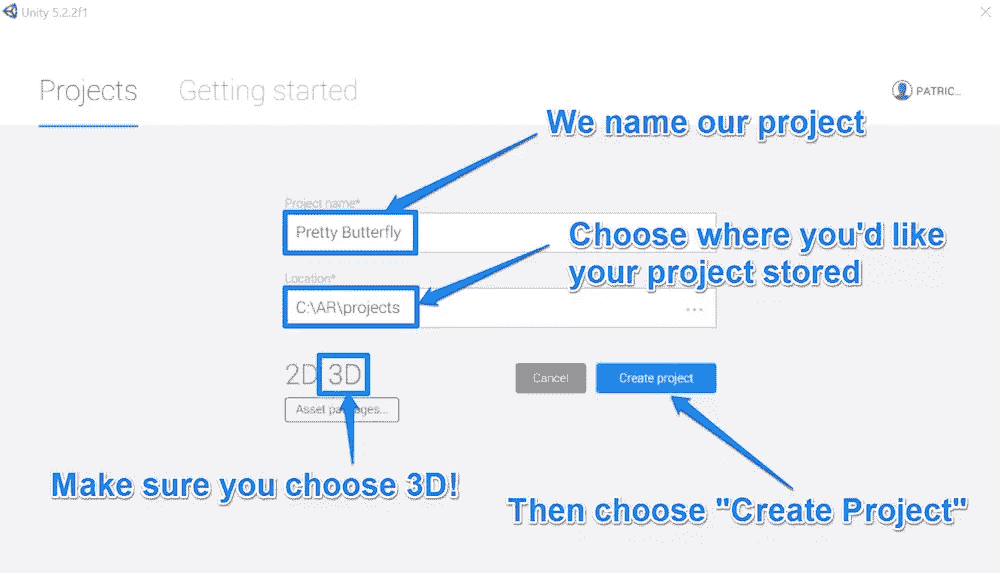 Unity 5.2.2f1
Projects
Getting started
PATRIC...
We name our project
Project name*
Pretty Butterfly
Choose where you'd like
your project stored
Location*
C:\AR\projects
...
2D 3D
Cancel
Create project
Asset packages...
Make sure you choose 3D!
Then choose "Create Project"